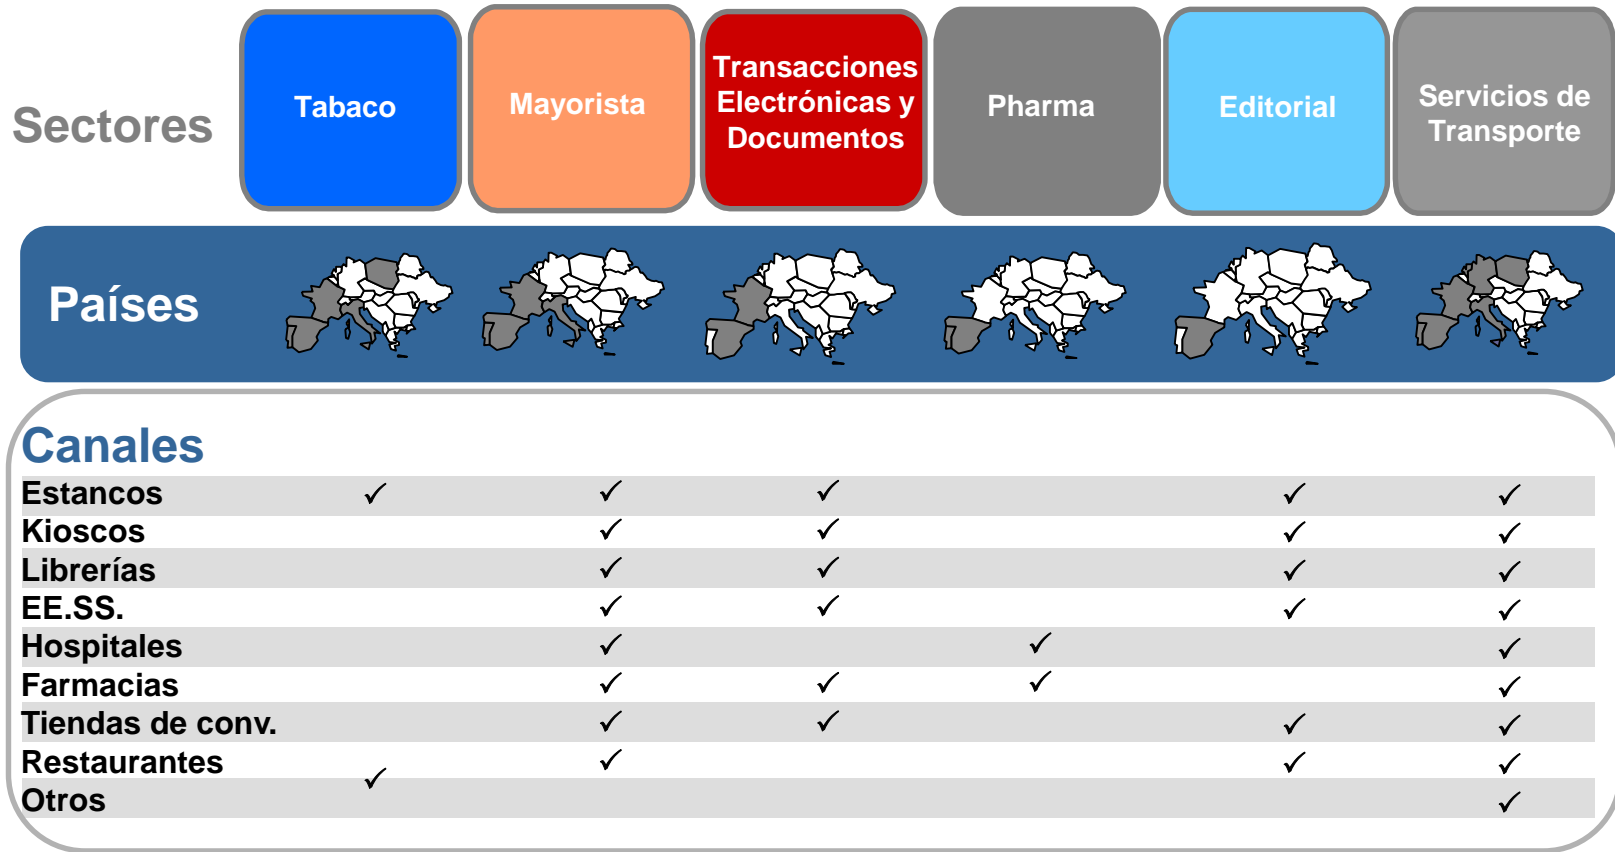 Sectores
Tabaco
Mayorista
Transacciones
Electrónicas y
Documentos
Pharma
Editorial
Servicios de
Transporte
Países
Canales
Estancos ✓ ✓ ✓ ✓ ✓
Kioscos ✓ ✓ ✓ ✓
Librerías ✓ ✓ ✓ ✓
EE.SS. ✓ ✓ ✓ ✓
Hospitales ✓ ✓ ✓
Farmacias ✓ ✓ ✓ ✓
Tiendas de conv. ✓ ✓ ✓ ✓
Restaurantes ✓ ✓ ✓ ✓
Otros ✓